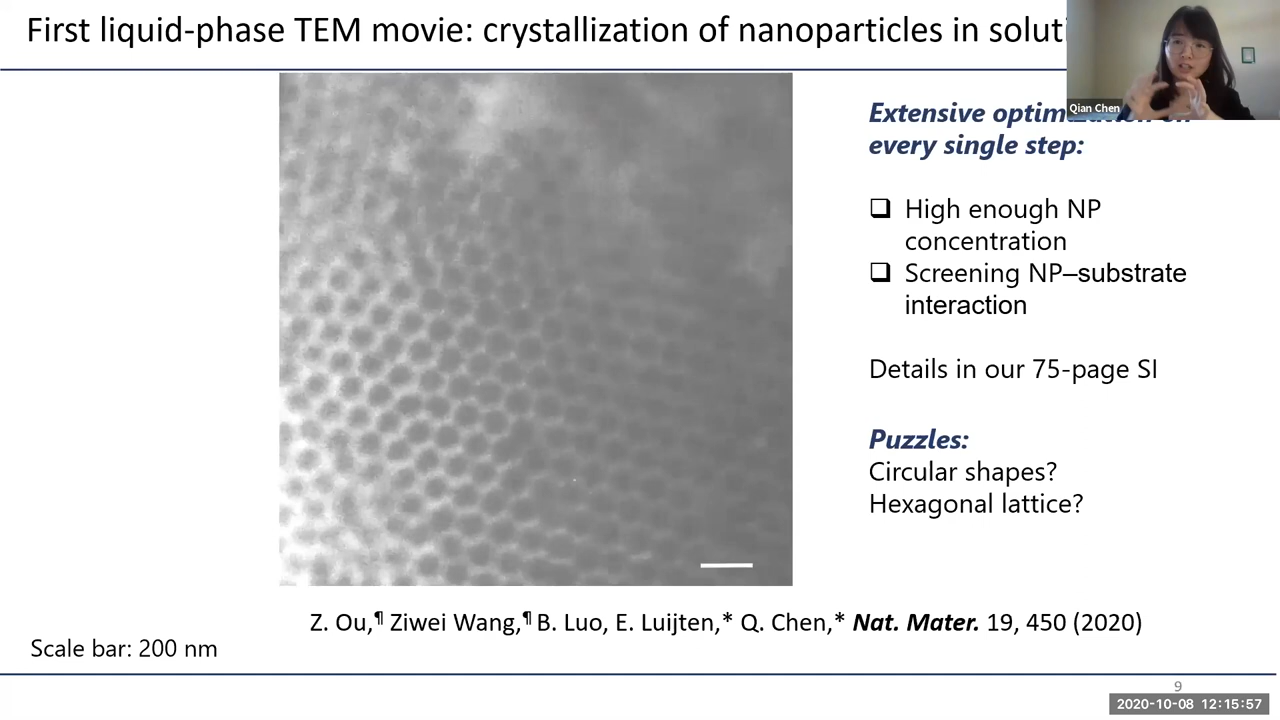 First liquid-phase TEM movie: crystallization of nanoparticles in
Qian Chen
Extensive
every single step:
❑ High enough NP
concentration
❑ Screening NP–substrate
interaction
Details in our 75-page SI
Puzzles:
Circular shapes?
Hexagonal lattice?
Z. Ou,¶ Ziwei Wang,¶ B. Luo, E. Luijten,* Q. Chen,* Nat. Mater. 19, 450 (2020)
Scale bar: 200 nm
9
2020-10-08 12:15:57